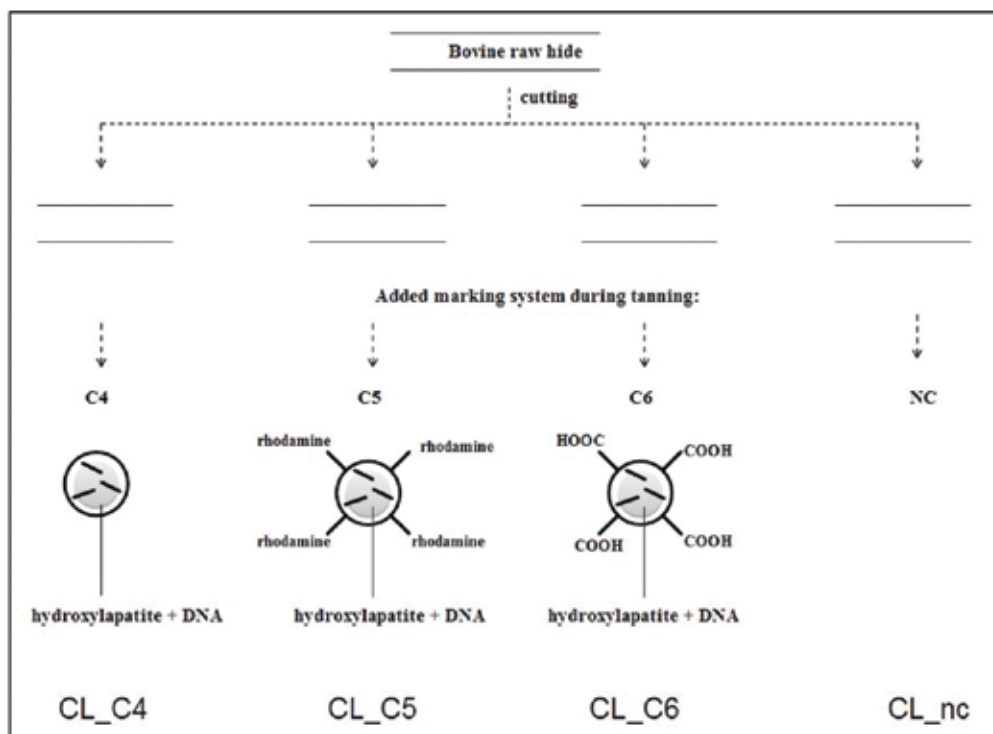 Bovine raw hide
cutting
Added marking system during tanning:
C4
C5
C6
NC
rhodamine
rhodamine
HOOC
COOH
rhodamine
rhodamine
COOH
COOH
hydroxylapatite + DNA
hydroxylapatite + DNA
hydroxylapatite + DNA
CL_C4
CL_C5
CL_C6
CL_nc